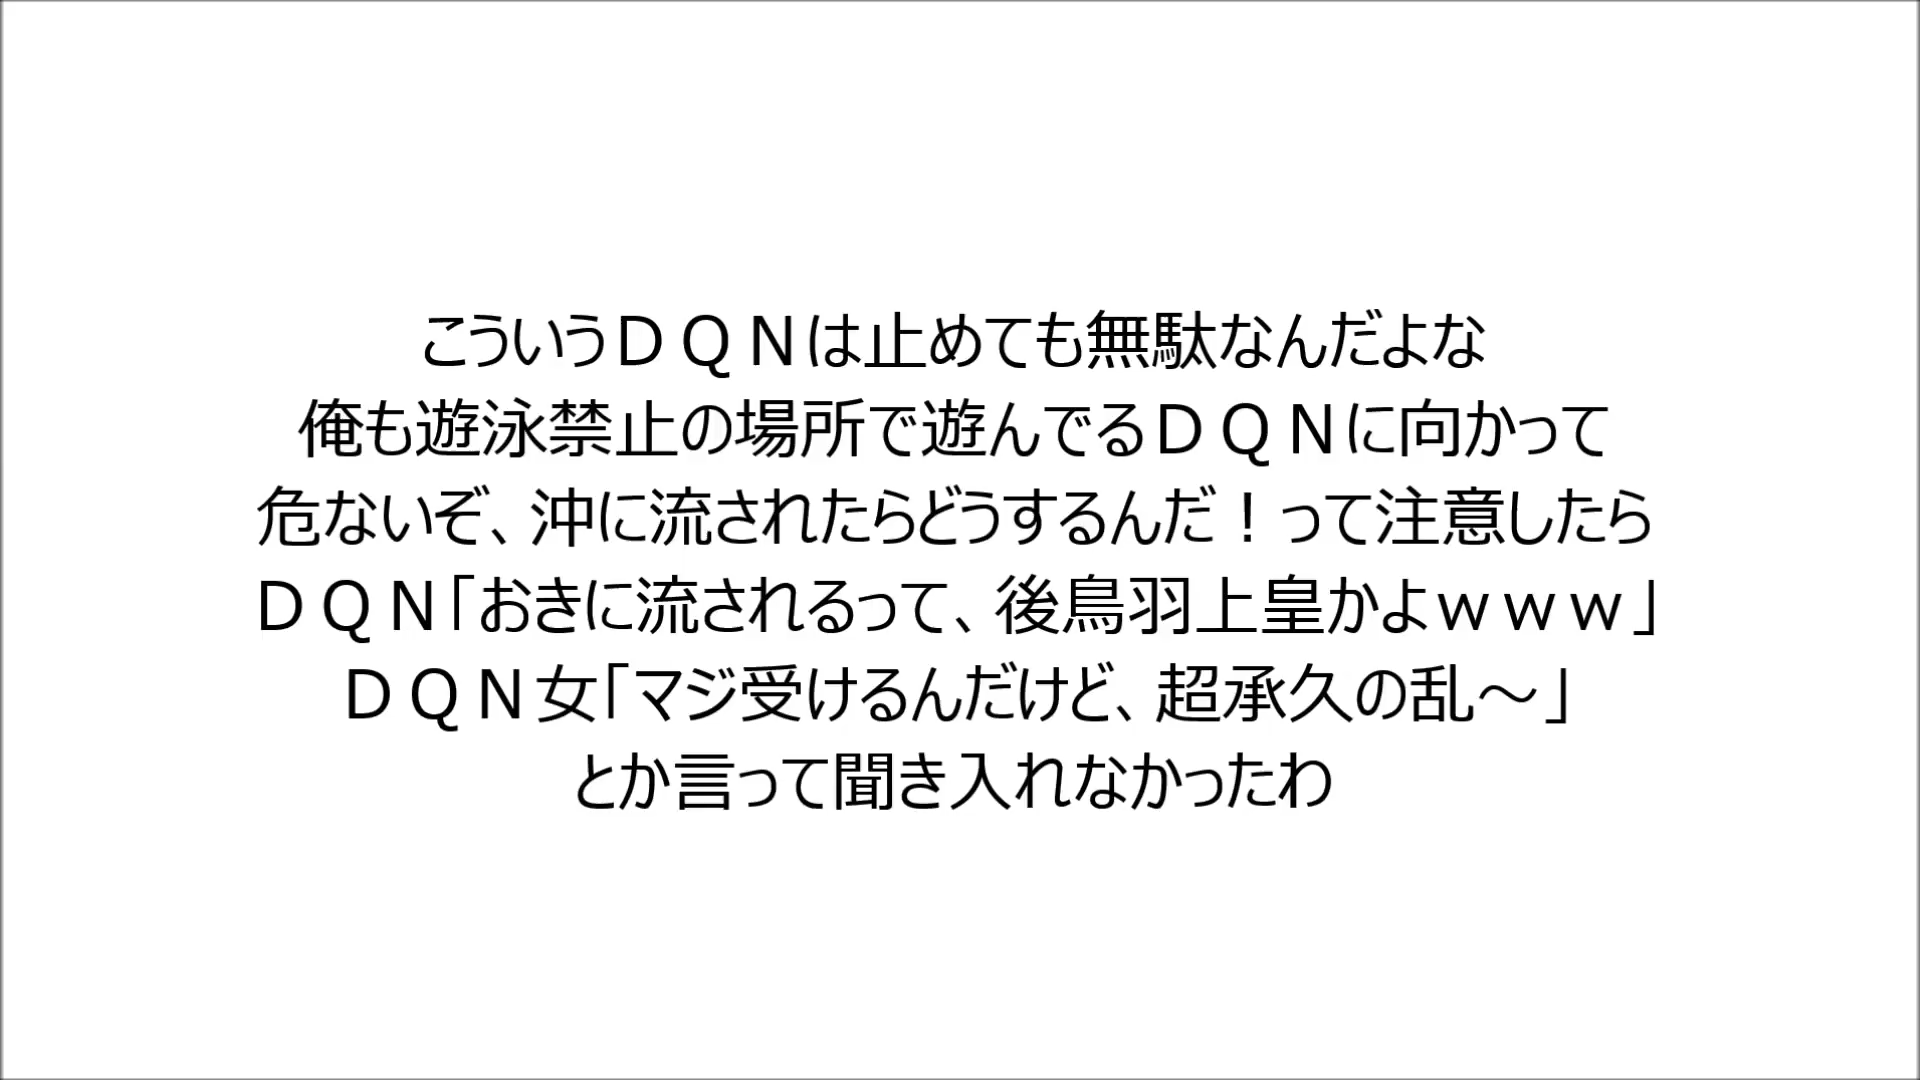 こういうＤＱＮは止めても無駄なんだよな
俺も遊泳禁止の場所で遊んでるＤＱＮに向かって
危ないぞ、沖に流されたらどうするんだ！って注意したら
ＤＱＮ「おきに流されるって、後鳥羽上皇かよｗｗｗ」
ＤＱＮ女「マジ受けるんだけど、超承久の乱～」
とか言って聞き入れなかったわ